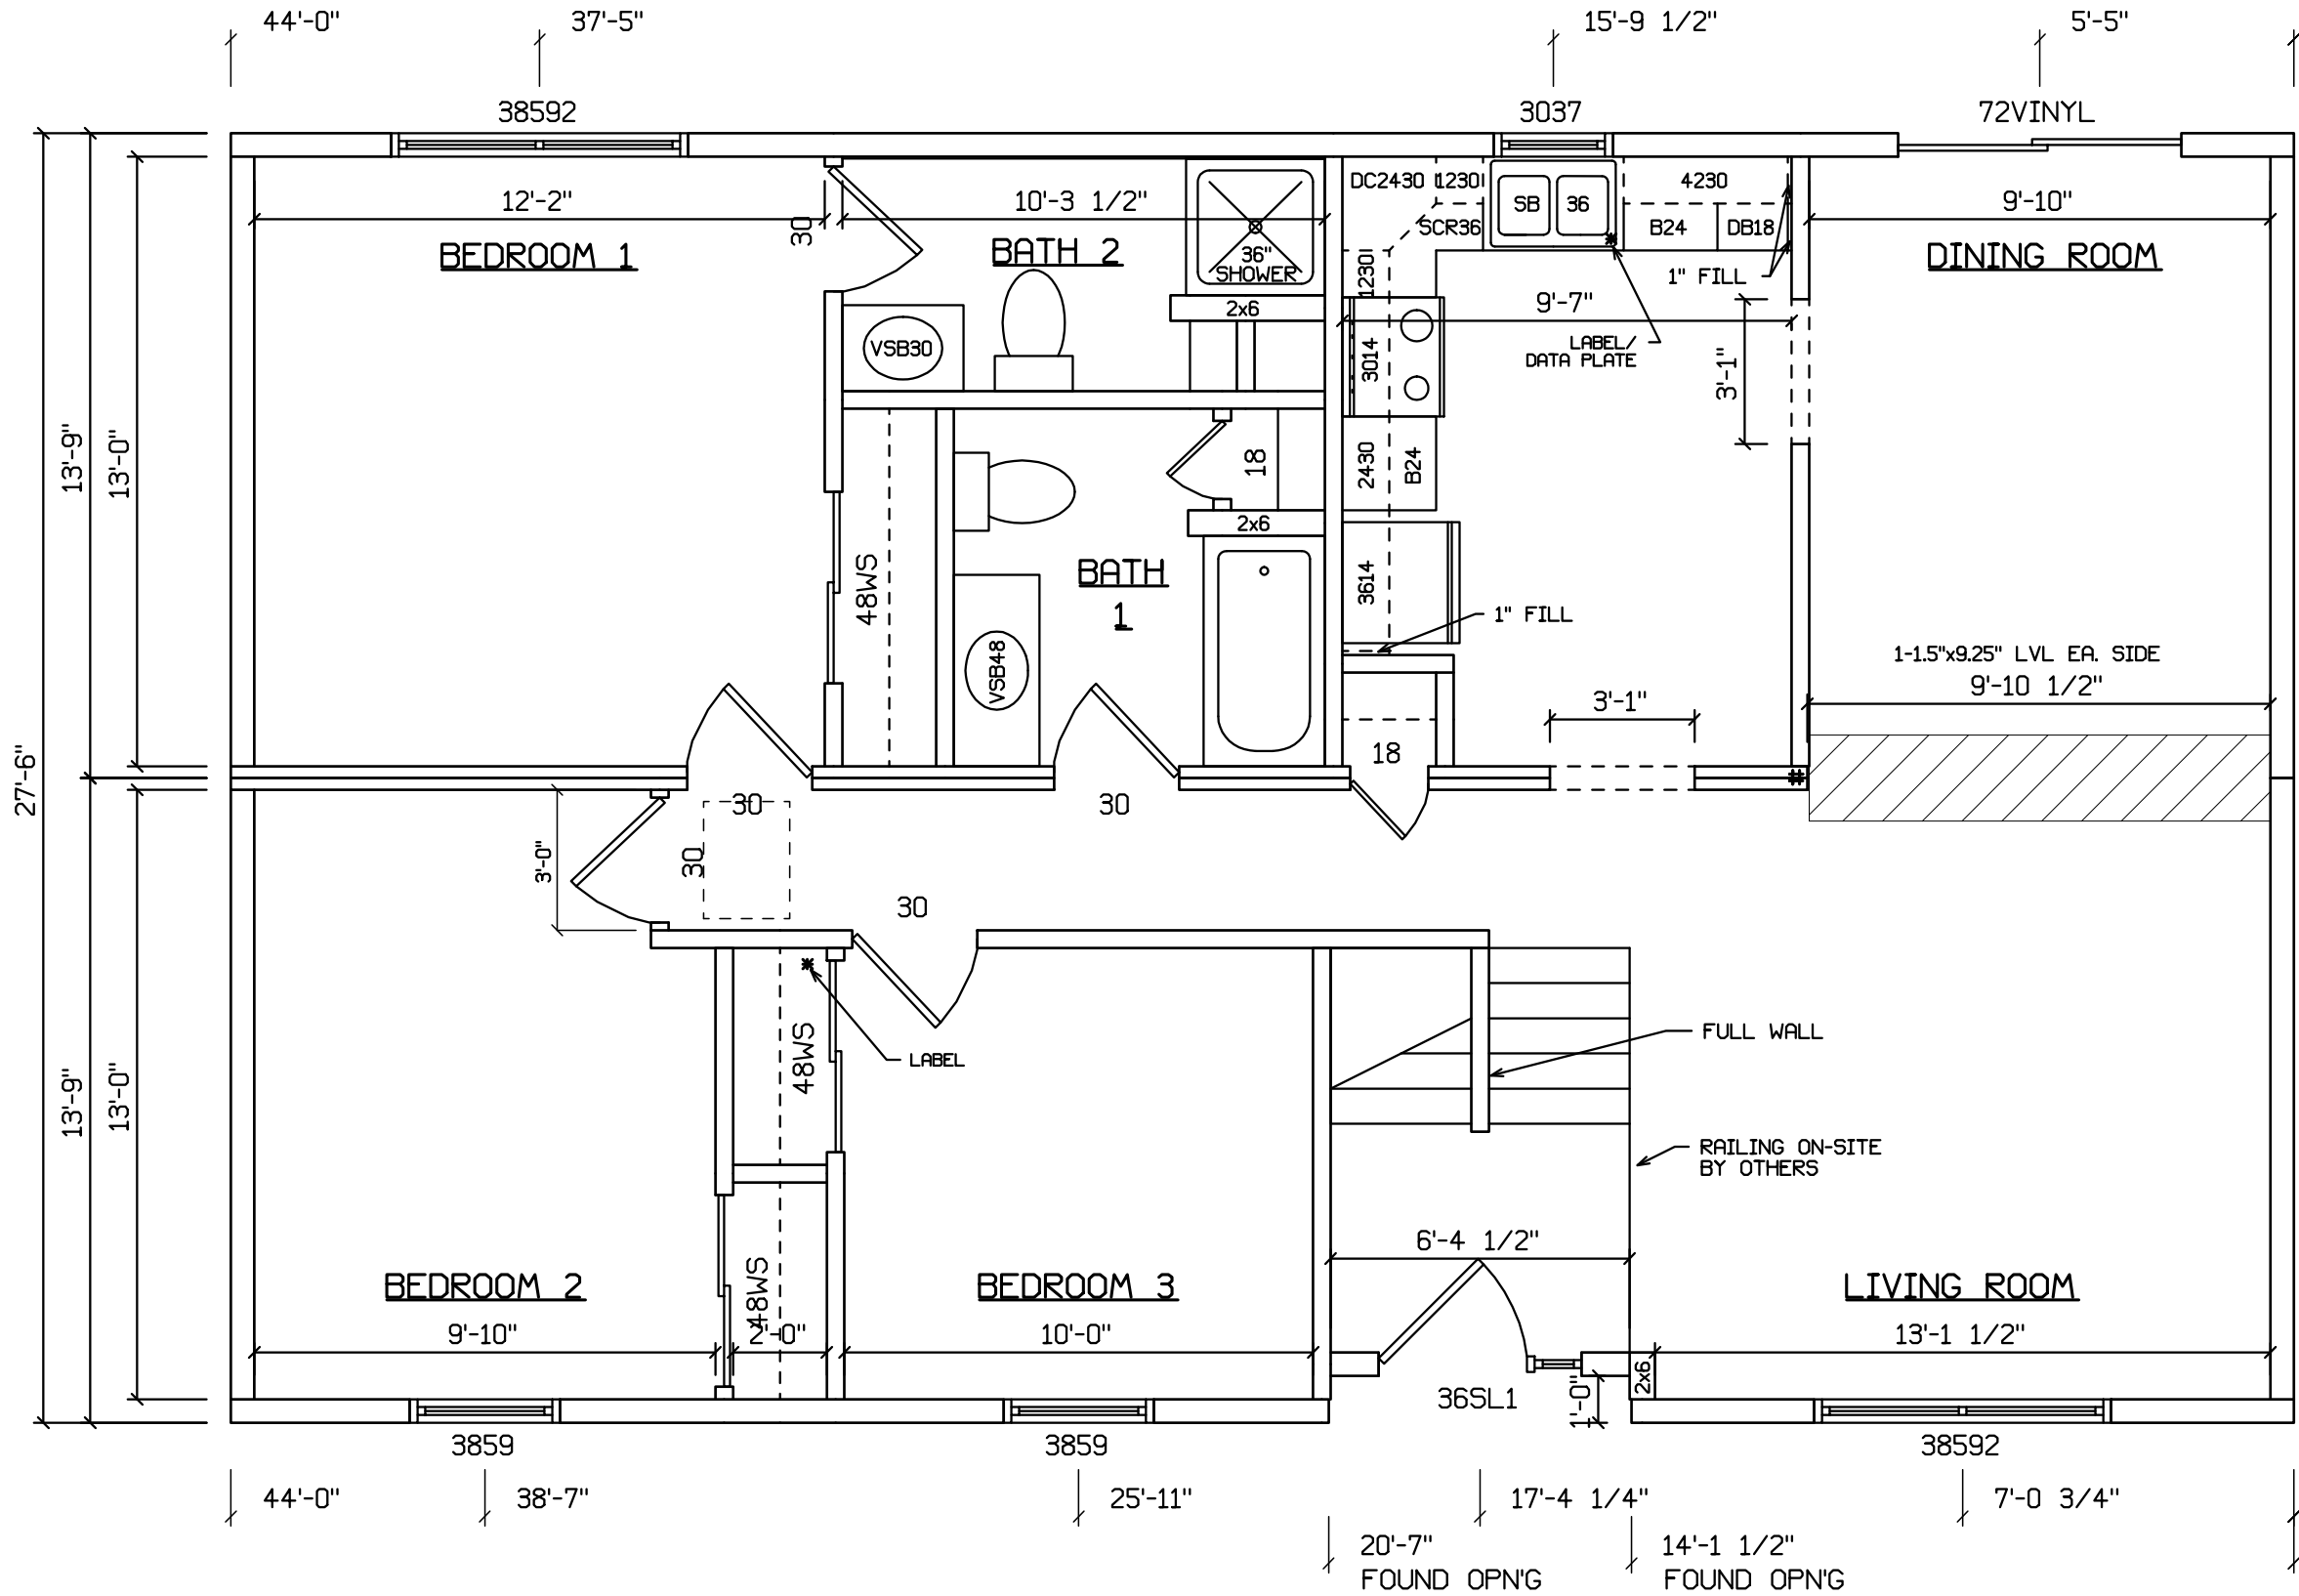 44'-0"
37'-5"
15'-9 1/2"
5'-5"
38592
3037
72VINYL
DC2430
1230
SB
36
4230
12'-2"
30
10'-3 1/2"
9'-10"
SCR36
B24
DB18
BEDROOM 1
BATH 2
36"
SHOWER
DINING ROOM
1230
1" FILL
2x6
9'-7"
VSB30
3014
LABEL/
DATA PLATE
3'-1"
13'-9"
13'-0"
18
2430
B24
2x6
48WS
BATH
1
3614
1" FILL
VSB48
1-1.5"x9.25" LVL EA. SIDE
9'-10 1/2"
3'-1"
27'-6"
18
30
30
3'-0"
30
30
48WS
LABEL
FULL WALL
13'-9"
13'-0"
RAILING ON-SITE
BY OTHERS
6'-4 1/2"
48WS
BEDROOM 2
BEDROOM 3
LIVING ROOM
9'-10"
2'-0"
10'-0"
13'-1 1/2"
2x6
36SL1
1'-0"
3859
3859
38592
44'-0"
38'-7"
25'-11"
17'-4 1/4"
7'-0 3/4"
20'-7"
FOUND OPN'G
14'-1 1/2"
FOUND OPN'G